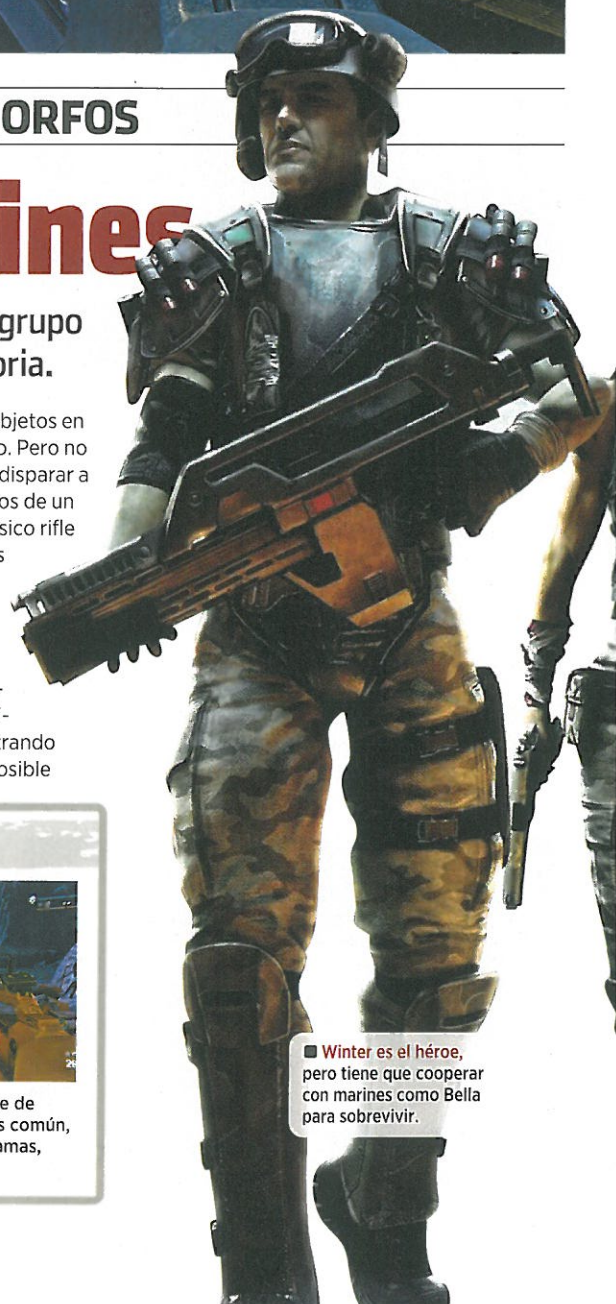 ORFOS
ines
grupo
oria.
bjetos en
o. Pero no
disparar a
os de un
sico rifle
s
trando
osible
e de
s común,
amas,
Winter es el héroe,
pero tiene que cooperar
con marines como Bella
para sobrevivir.